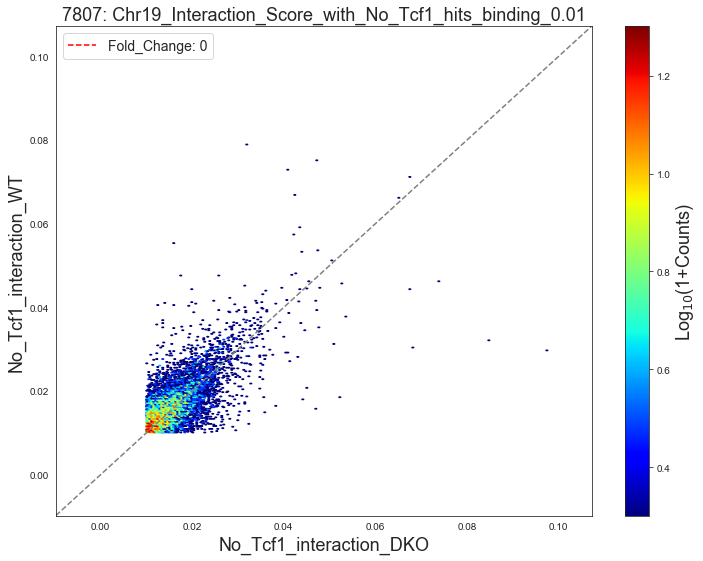 7807: Chr19_Interaction_Score_with_No_Tcf1_hits_binding_0.01
Fold_Change: 0
No_Tcf1_interaction_WT
0.10
0.08
0.06
0.04
0.02
0.00
0.00 0.02 0.04 0.06 0.08 0.10
No_Tcf1_interaction_DKO
1.2
1.0
0.8
0.6
0.4
Log10(1+Counts)